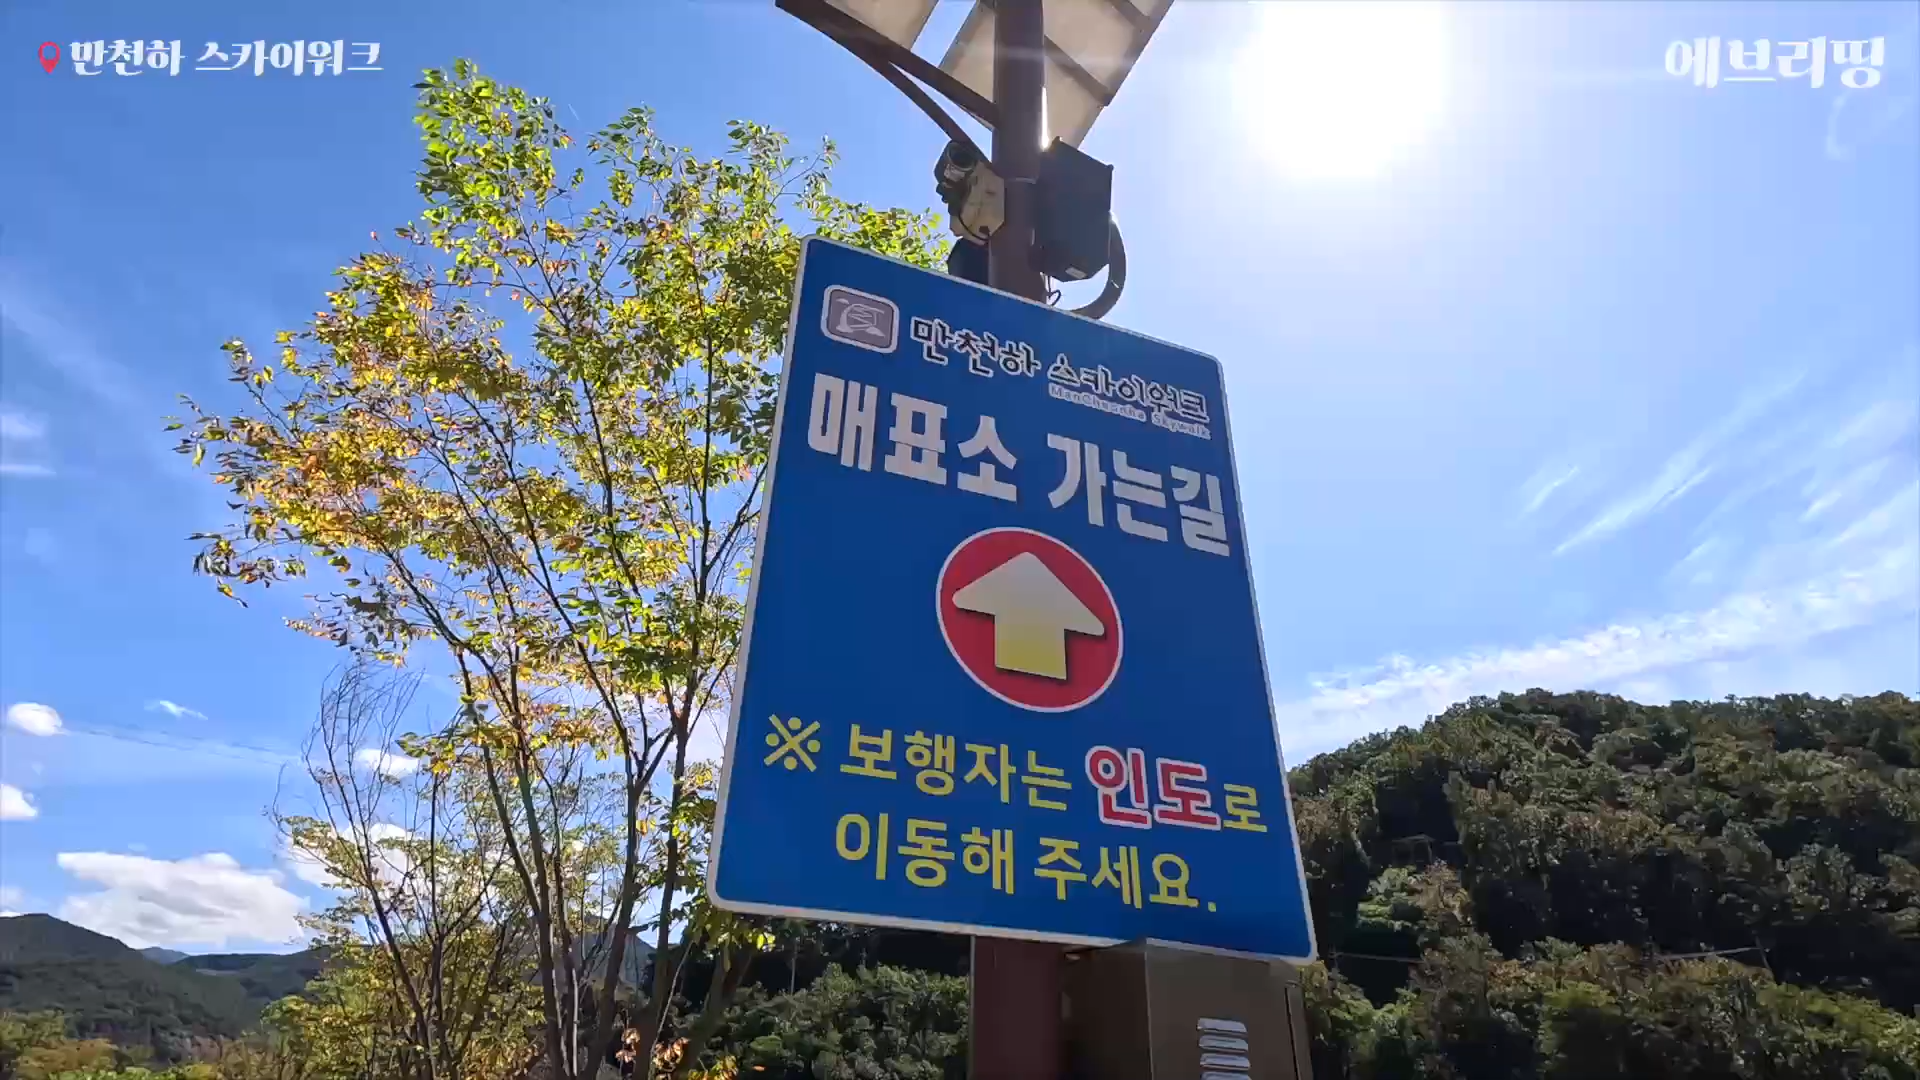 만천하 스카이워크
에브리띵
만천하 스카이워크
ManCheonha Skywalk
매표소 가는길
※ 보행자는 인도로
이동해 주세요.